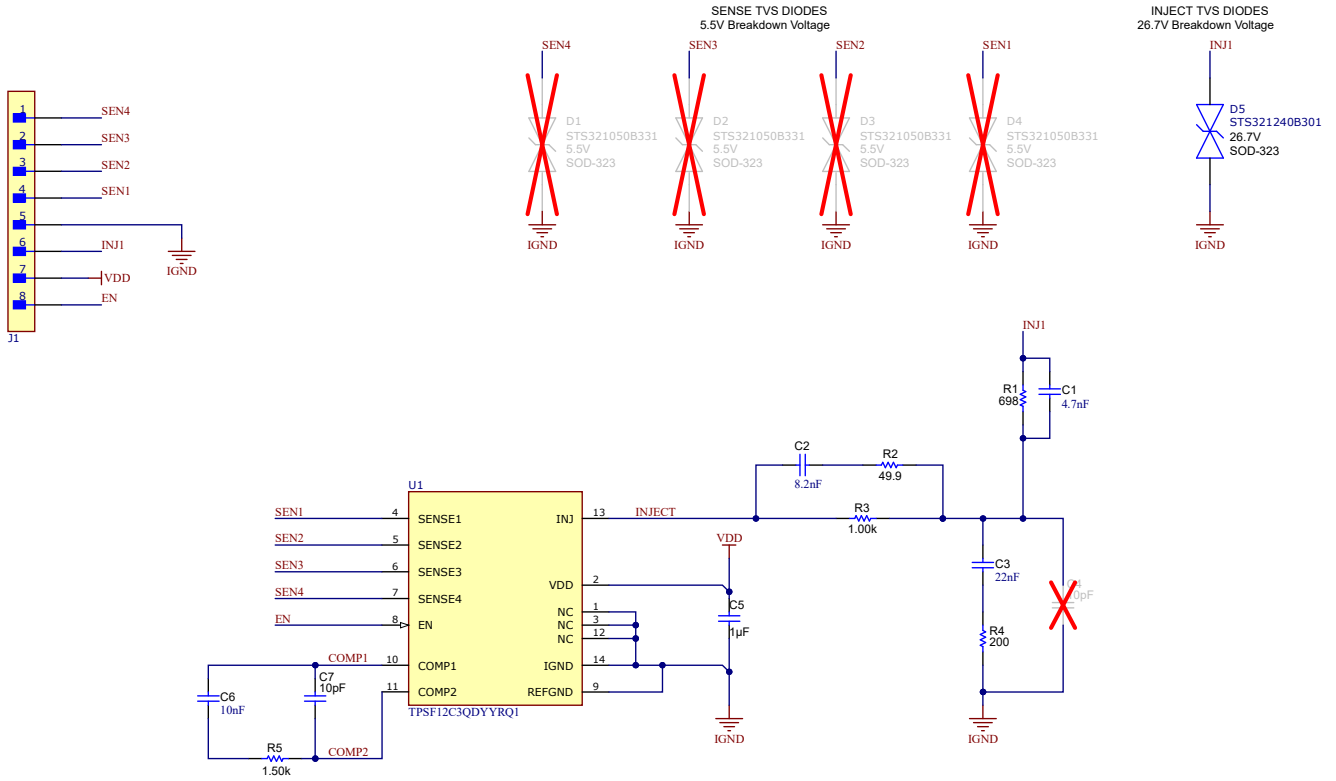 SENSE TVS DIODES
5.5V Breakdown Voltage
INJECT TVS DIODES
26.7V Breakdown Voltage
SEN4
SEN3
SEN2
SEN1
INJ1
D1
STS321050B331
5.5V
SOD-323
D2
STS321050B331
5.5V
SOD-323
D3
STS321050B331
5.5V
SOD-323
D4
STS321050B331
5.5V
SOD-323
D5
STS321240B301
26.7V
SOD-323
IGND
IGND
IGND
IGND
IGND
1
SEN4
2
SEN3
3
SEN2
4
SEN1
5
6
INJ1
IGND
7
VDD
8
EN
J1
INJ1
R1
698
C1
4.7nF
C2
8.2nF
R2
49.9
R3
1.00k
U1
SEN1
4
SENSE1
INJ
13
INJECT
SEN2
5
SENSE2
SEN3
6
SENSE3
SEN4
7
SENSE4
EN
8
EN
VDD
2
NC
1
NC
3
NC
12
COMP1
10
COMP1
IGND
14
COMP2
11
COMP2
REFGND
9
TPSF12C3QDYYRQ1
VDD
C5
1µF
IGND
C3
22nF
R4
200
IGND
C6
10nF
C7
10pF
R5
1.50k